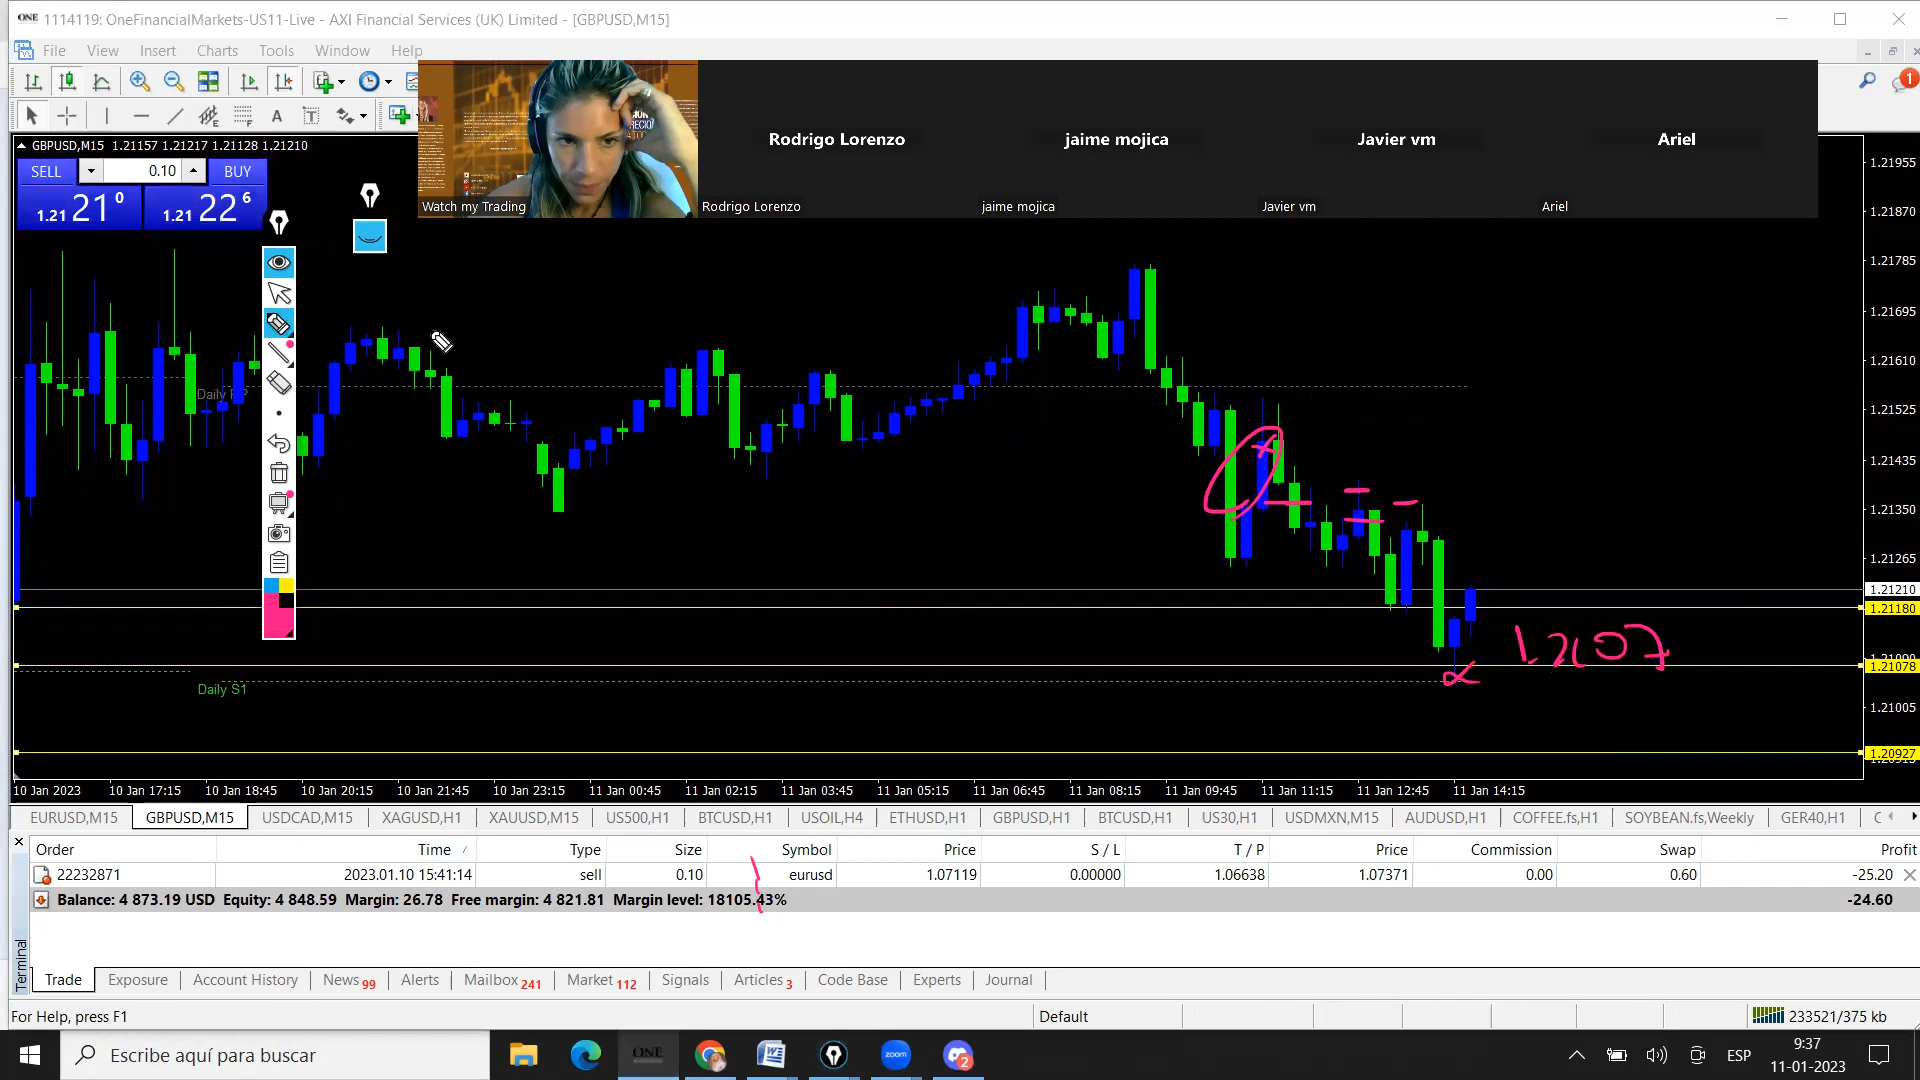 ONE 1114119: OneFinancialMarkets-US11-Live - AXI Financial Services (UK) Limited - [GBPUSD,M15]
File View Insert Charts Tools Window Help
1
E F A T
GBPUSD,M15 1.21157 1.21217 1.21128 1.21210
SELL 0.10 BUY
1.21 21 0 1.21 22 6
Rodrigo Lorenzo jaime mojica Javier vm Ariel
Watch my Trading Rodrigo Lorenzo jaime mojica Javier vm Ariel
1.21955
1.21870
1.21785
1.21695
1.21610
Daily PP
1.21525
1.21435
1.21350
1.21265
1.21210
1.21180
1.2107
1.21078
Daily S1
1.21005
1.20927
10 Jan 2023 10 Jan 17:15 10 Jan 18:45 10 Jan 20:15 10 Jan 21:45 10 Jan 23:15 11 Jan 00:45 11 Jan 02:15 11 Jan 03:45 11 Jan 05:15 11 Jan 06:45 11 Jan 08:15 11 Jan 09:45 11 Jan 11:15 11 Jan 12:45 11 Jan 14:15
EURUSD,M15 GBPUSD,M15 USDCAD,M15 XAGUSD,H1 XAUUSD,M15 US500,H1 BTCUSD,H1 USOIL,H4 ETHUSD,H1 GBPUSD,H1 BTCUSD,H1 US30,H1 USDMXN,M15 AUDUSD,H1 COFFEE.fs,H1 SOYBEAN.fs,Weekly GER40,H1 C
Order Time / Type Size Symbol Price S / L T / P Price Commission Swap Profit
22232871 2023.01.10 15:41:14 sell 0.10 eurusd 1.07119 0.00000 1.06638 1.07371 0.00 0.60 -25.20
Balance: 4 873.19 USD Equity: 4 848.59 Margin: 26.78 Free margin: 4 821.81 Margin level: 18105.43% -24.60
Terminal
Trade Exposure Account History News 99 Alerts Mailbox 241 Market 112 Signals Articles 3 Code Base Experts Journal
For Help, press F1 Default 233521/375 kb
Escribe aquí para buscar ONE zoom 2 ESP 9:37
11-01-2023